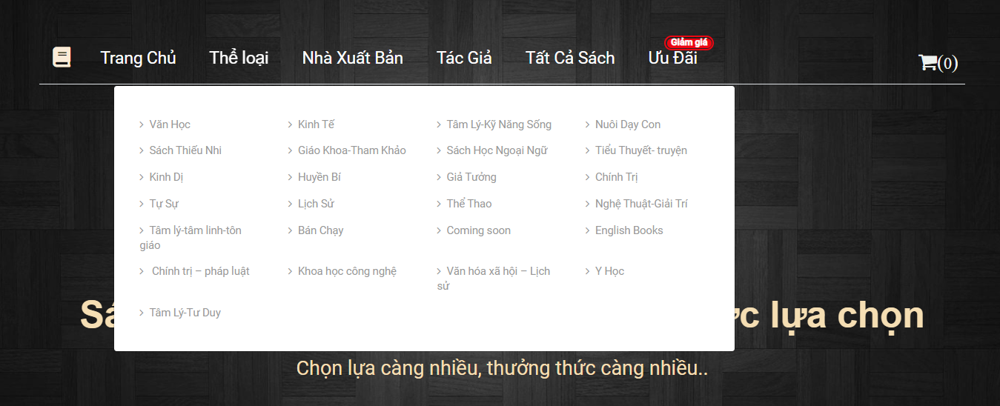 Giảm giá
Trang Chủ Thể loại Nhà Xuất Bản Tác Giả Tất Cả Sách Ưu Đãi (0)
Văn Học Kinh Tế Tâm Lý-Kỹ Năng Sống Nuôi Dạy Con
Sách Thiếu Nhi Giáo Khoa-Tham Khảo Sách Học Ngoại Ngữ Tiểu Thuyết- truyện
Kinh Dị Huyền Bí Giả Tưởng Chính Trị
Tự Sự Lịch Sử Thể Thao Nghệ Thuật-Giải Trí
Tâm lý-tâm linh-tôn Bán Chạy Coming soon English Books
giáo
Chính trị – pháp luật Khoa học công nghệ Văn hóa xã hội – Lịch Y Học
sử
Tâm Lý-Tư Duy
lựa chọn
Chọn lựa càng nhiều, thưởng thức càng nhiều..